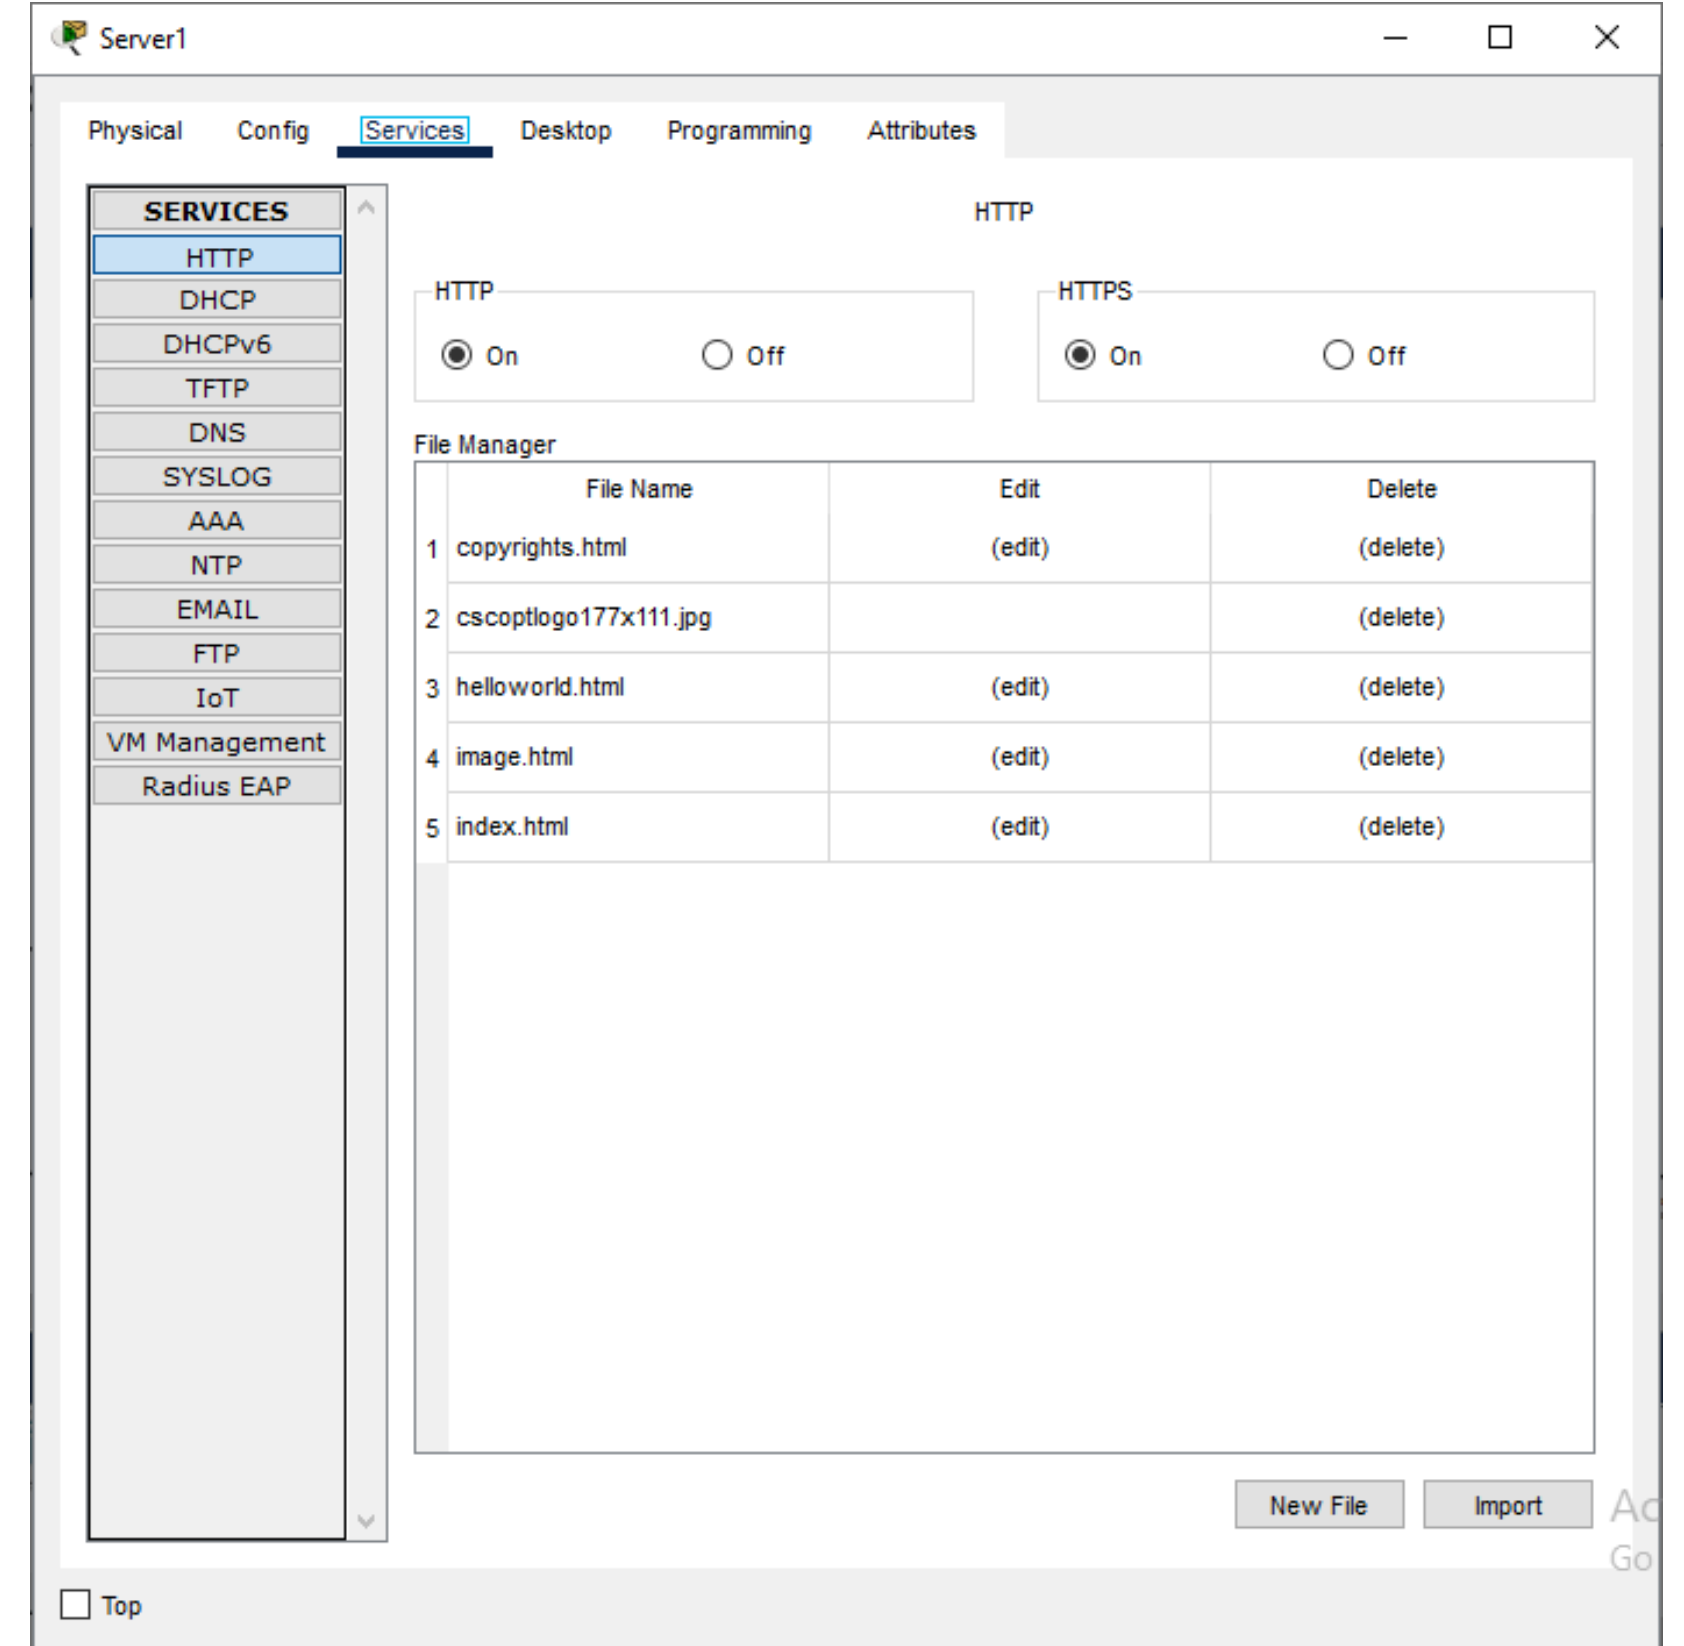 Server1
Physical Config Services Desktop Programming Attributes
SERVICES
HTTP
DHCP
DHCPv6
TFTP
DNS
SYSLOG
AAA
NTP
EMAIL
FTP
IoT
VM Management
Radius EAP
HTTP
HTTP
On Off
HTTPS
On Off
File Manager
File Name Edit Delete
1 copyrights.html (edit) (delete)
2 cscoptlogo177x111.jpg (delete)
3 helloworld.html (edit) (delete)
4 image.html (edit) (delete)
5 index.html (edit) (delete)
New File Import
Go
Top